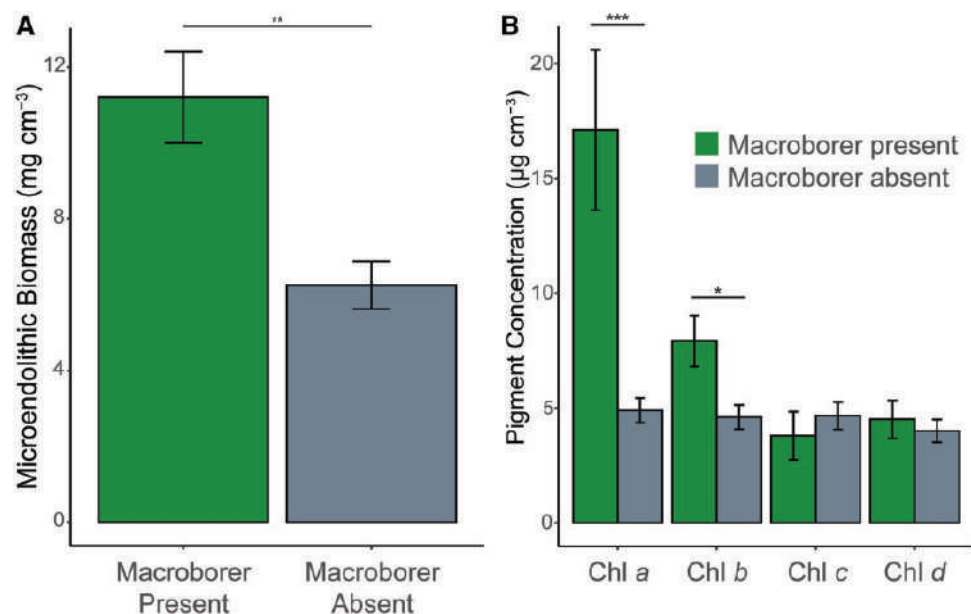 A
**
12
8
4
0
Microendolithic Biomass (mg cm⁻³)
Macroborer
Present
Macroborer
Absent
B
***
*
20
15
10
5
0
Pigment Concentration (µg cm⁻³)
Macroborer present
Macroborer absent
Chl a
Chl b
Chl c
Chl d